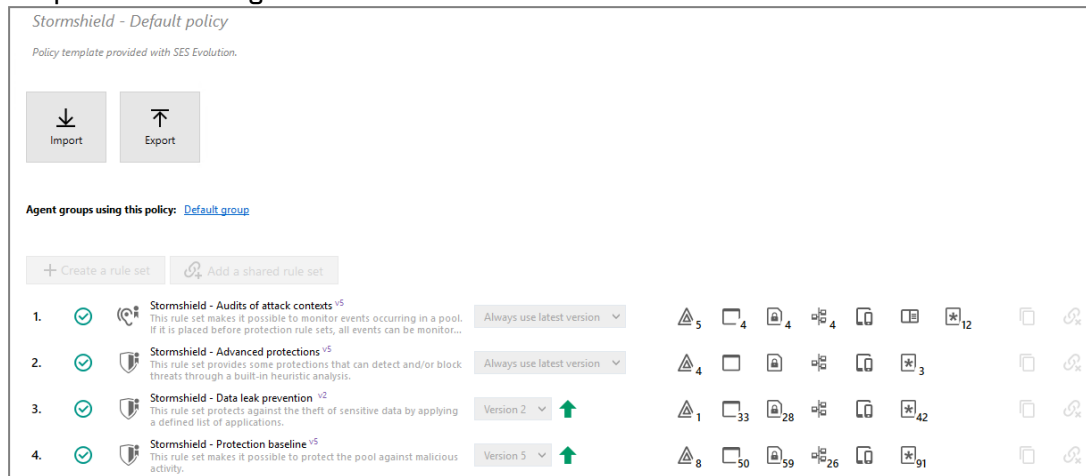 Stormshield - Default policy
Policy template provided with SES Evolution.
Import
Export
Agent groups using this policy: Default group
+ Create a rule set
Add a shared rule set
1.
Stormshield - Audits of attack contexts v5
This rule set makes it possible to monitor events occurring in a pool.
If it is placed before protection rule sets, all events can be monitor...
Always use latest version
5
4
4
4
12
2.
Stormshield - Advanced protections v5
This rule set provides some protections that can detect and/or block
threats through a built-in heuristic analysis.
Always use latest version
4
3
3.
Stormshield - Data leak prevention v2
This rule set protects against the theft of sensitive data by applying
a defined list of applications.
Version 2
1
33
28
42
4.
Stormshield - Protection baseline v5
This rule set makes it possible to protect the pool against malicious
activity.
Version 5
8
50
59
26
91